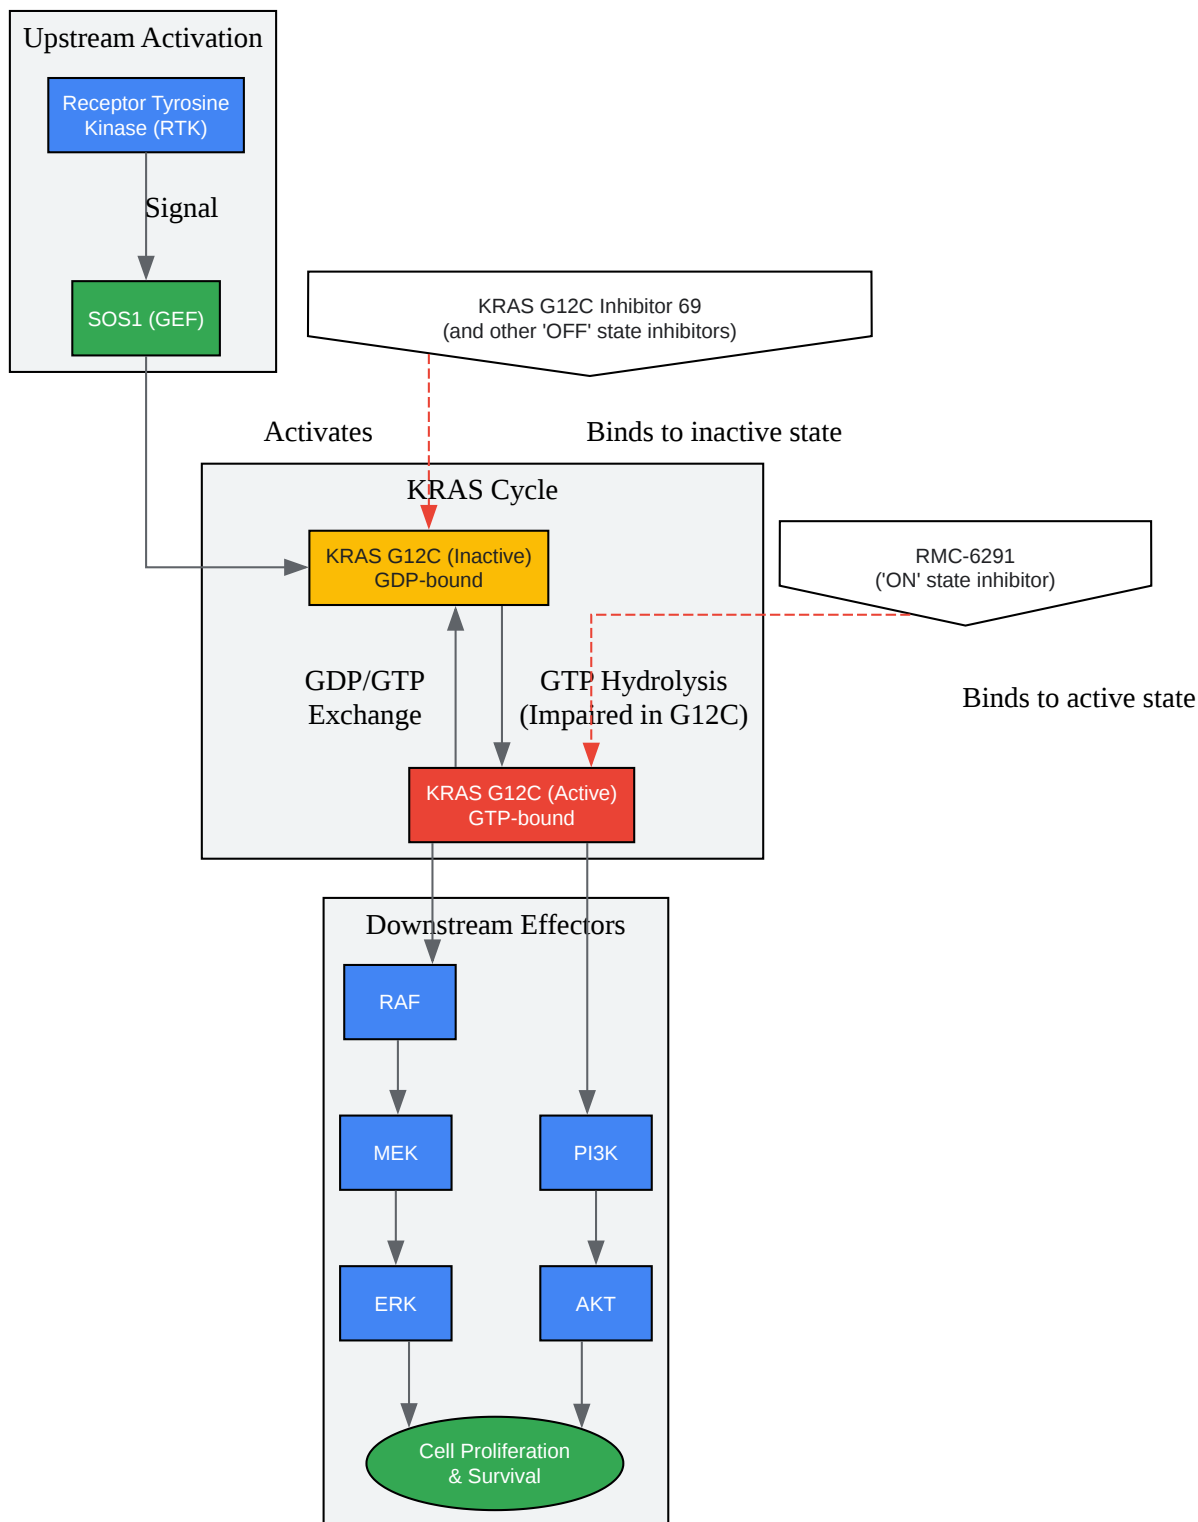 Upstream Activation
Receptor Tyrosine
Kinase (RTK)
Signal
SOS1 (GEF)
KRAS G12C Inhibitor 69
(and other 'OFF' state inhibitors)
Activates
Binds to inactive state
KRAS Cycle
KRAS G12C (Inactive)
GDP-bound
RMC-6291
('ON' state inhibitor)
GDP/GTP
Exchange
GTP Hydrolysis
(Impaired in G12C)
Binds to active state
KRAS G12C (Active)
GTP-bound
Downstream Effectors
RAF
MEK
PI3K
ERK
AKT
Cell Proliferation
& Survival